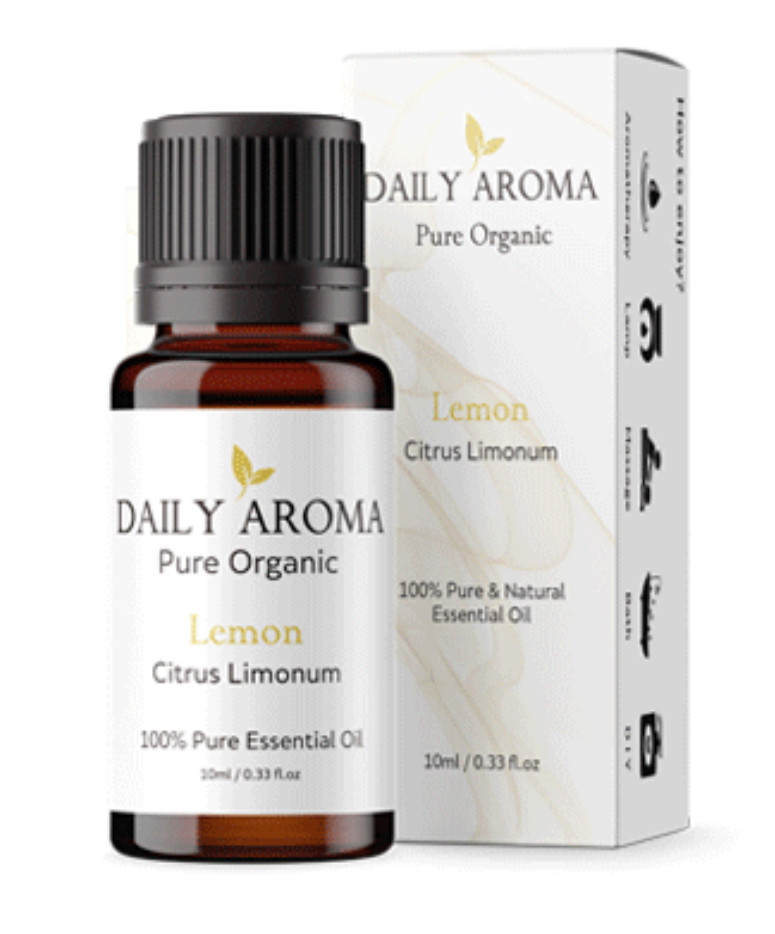 DAILY AROMA
Pure Organic
Lemon
Citrus Limonum
100% Pure Essential Oil
10ml / 0.33 fl.oz
DAILY AROMA
Pure Organic
Lemon
Citrus Limonum
100% Pure & Natural
Essential Oil
10ml / 0.33 fl.oz
How to enjoy?
Aromatherapy
Lamp
Massage
Bath
DIY